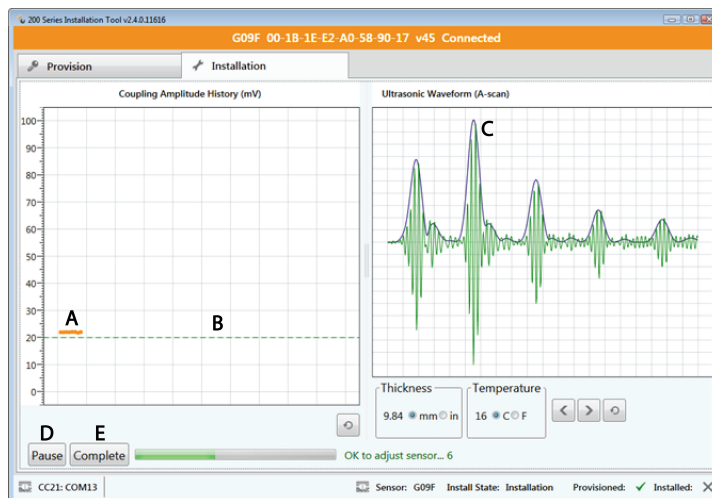 200 Series Installation Tool v2.4.0.11616
G09F 00-1B-1E-E2-A0-58-90-17 v45 Connected
Provision
Installation
Coupling Amplitude History (mV)
100
90
80
70
60
50
40
30
20
10
0
A
B
Ultrasonic Waveform (A-scan)
C
Thickness
9.84 mm in
Temperature
16 C F
D
E
Pause
Complete
OK to adjust sensor... 6
CC21: COM13
Sensor: G09F Install State: Installation Provisioned: Installed: